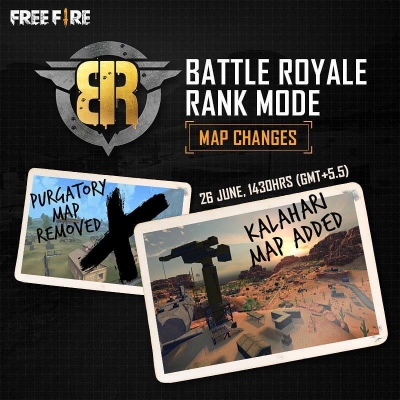 FREE FIRE
BR
BATTLE ROYALE
RANK MODE
MAP CHANGES
26 JUNE, 1430HRS (GMT+5.5)
PURGATORY
MAP
REMOVED
KALAHARI
MAP ADDED